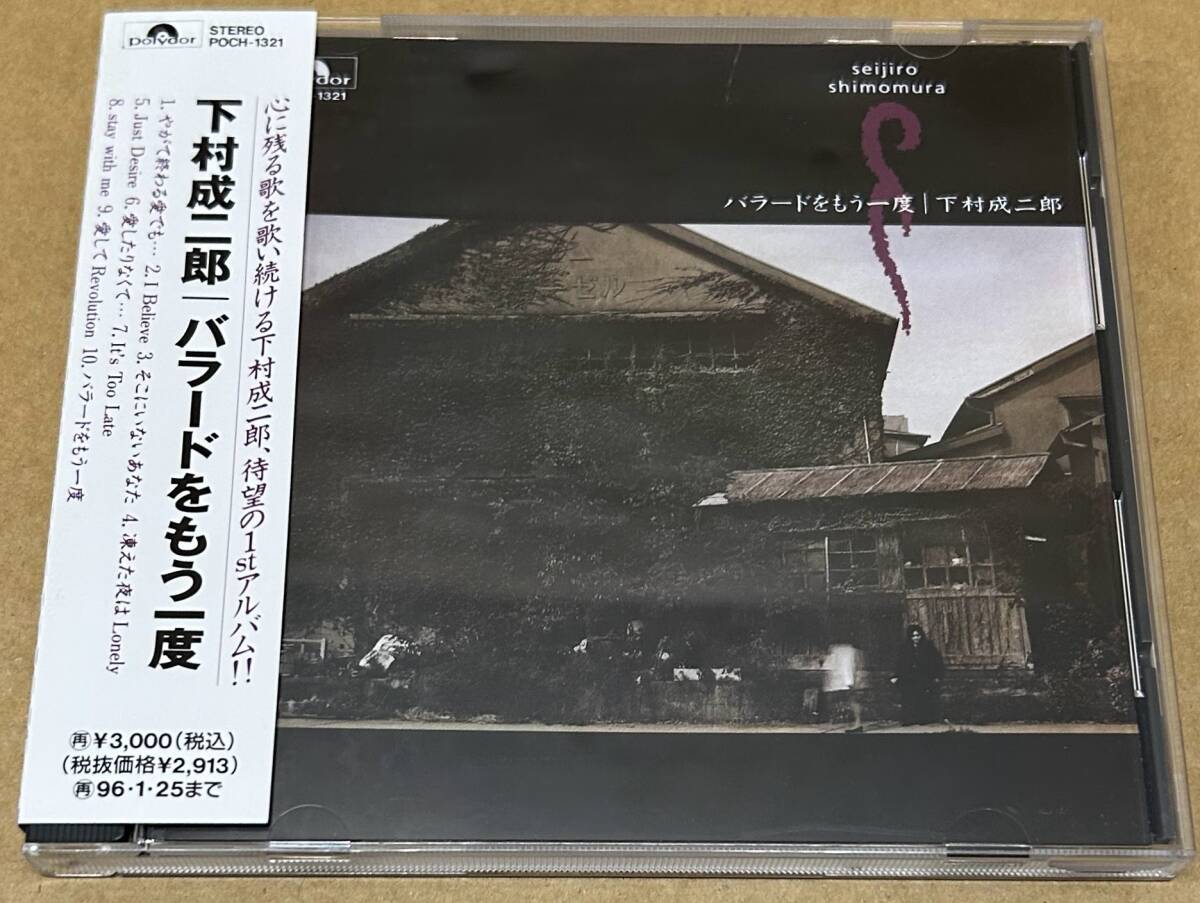 Polydor
STEREO
POCH-1321
心に残る歌を歌い続ける下村成二郎、待望の1stアルバム!!
下村成二郎|バラードをもう一度
1. やがて終わる愛でも… 2. I Believe 3. そこにいないあなた 4. 凍えた夜は Lonely
5. Just Desire 6. 愛したりなくて… 7. It's Too Late
8. stay with me 9. 愛して Revolution 10. バラードをもう一度
再¥3,000(税込)
(税抜価格¥2,913)
再96・1・25まで
ydor
1321
seijiro
shimomura
バラードをもう一度|下村成二郎
ゼル